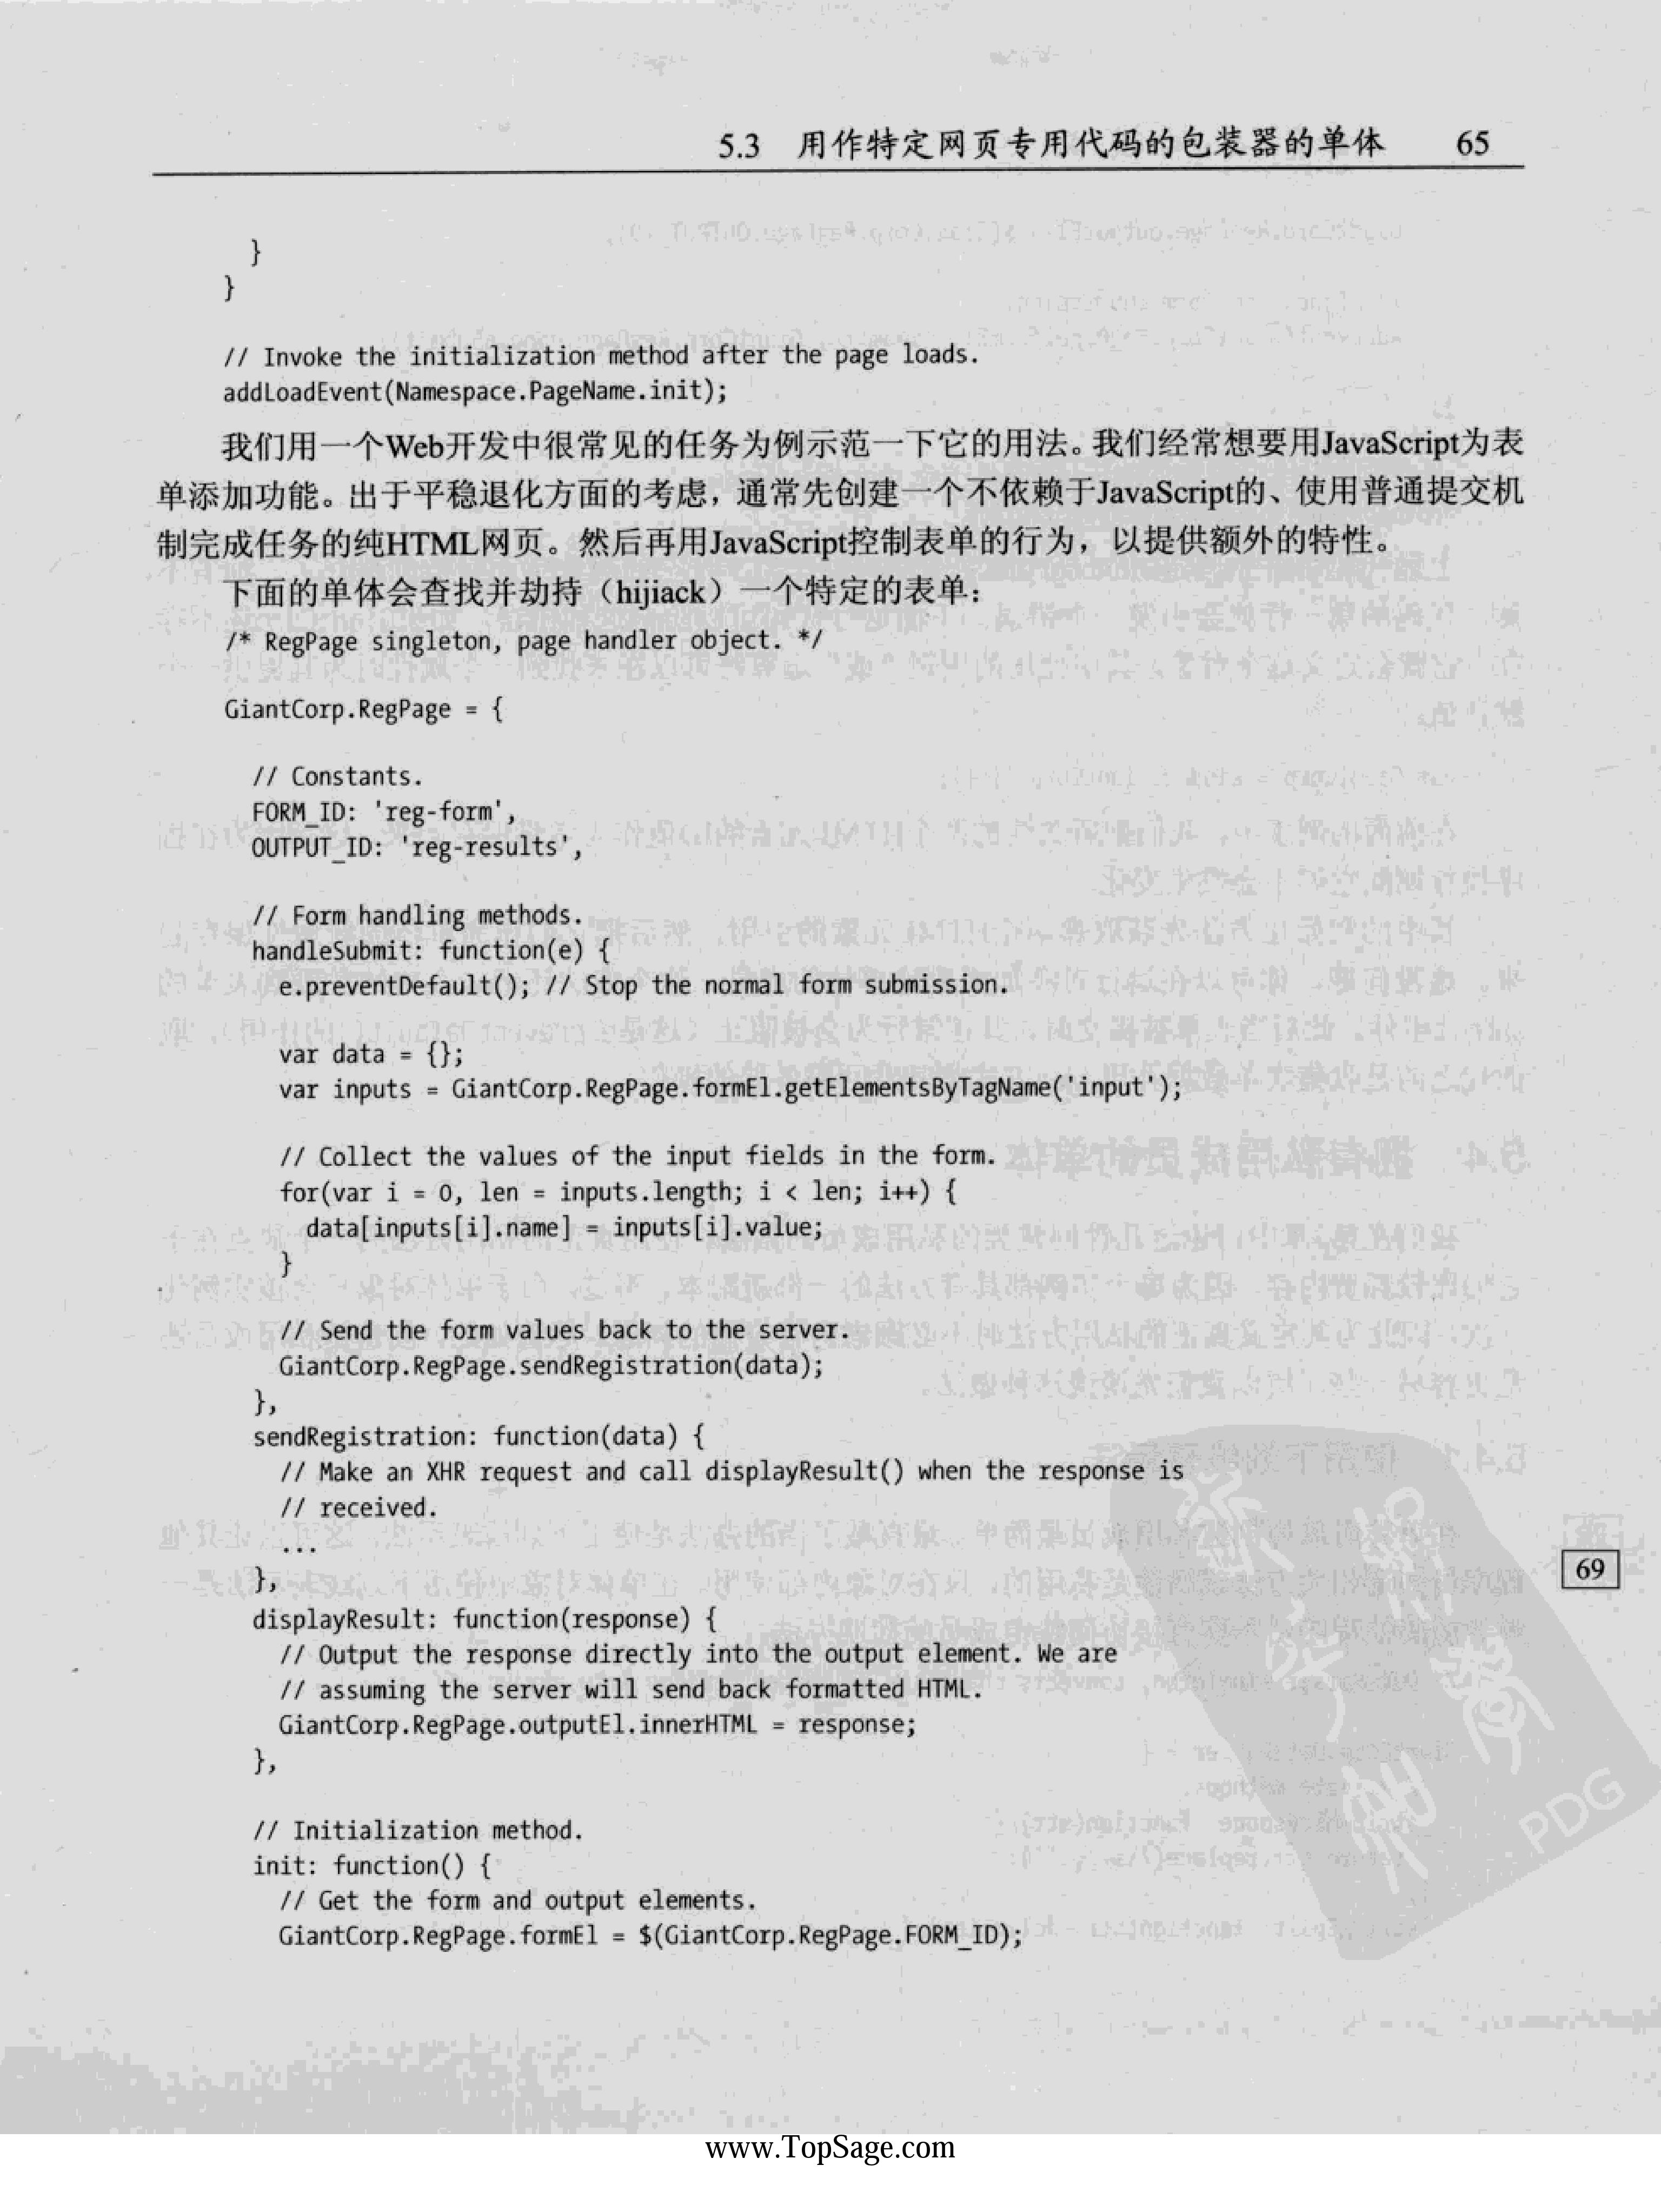 5.3 用作特定网页专用代码的包装器的单体 65
}
}
// Invoke the initialization method after the page loads.
addLoadEvent(Namespace.PageName.init);
我们用一个Web开发中很常见的任务为例示范一下它的用法。我们经常想要用JavaScript为表
单添加功能。出于平稳退化方面的考虑，通常先创建一个不依赖于JavaScript的、使用普通提交机
制完成任务的纯HTML网页。然后再用JavaScript控制表单的行为，以提供额外的特性。
下面的单体会查找并劫持（hijiack）一个特定的表单：
/* RegPage singleton, page handler object. */
GiantCorp.RegPage = {
// Constants.
FORM_ID: 'reg-form',
OUTPUT_ID: 'reg-results',
// Form handling methods.
handleSubmit: function(e) {
e.preventDefault(); // Stop the normal form submission.
var data = {};
var inputs = GiantCorp.RegPage.formEl.getElementsByTagName('input');
// Collect the values of the input fields in the form.
for(var i = 0, len = inputs.length; i < len; i++) {
data[inputs[i].name] = inputs[i].value;
}
// Send the form values back to the server.
GiantCorp.RegPage.sendRegistration(data);
},
sendRegistration: function(data) {
// Make an XHR request and call displayResult() when the response is
// received.
...
},
69
displayResult: function(response) {
// Output the response directly into the output element. We are
// assuming the server will send back formatted HTML.
GiantCorp.RegPage.outputEl.innerHTML = response;
},
PDG
// Initialization method.
init: function() {
// Get the form and output elements.
GiantCorp.RegPage.formEl = $(GiantCorp.RegPage.FORM_ID);
www.TopSage.com